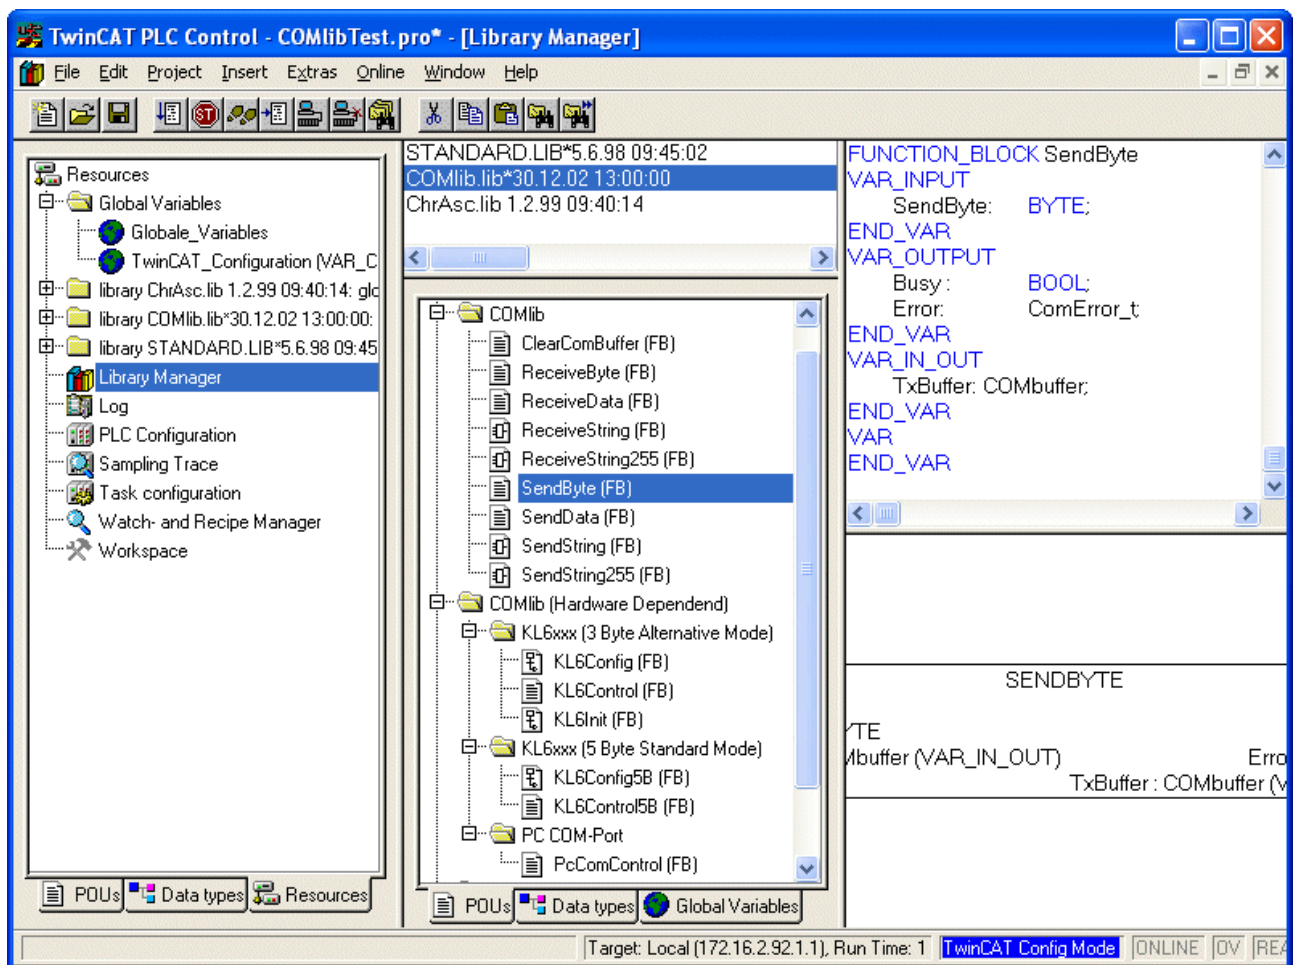 TwinCAT PLC Control - COMlibTest.pro* - [Library Manager]
File Edit Project Insert Extras Online Window Help
Resources
Global Variables
Globale_Variables
TwinCAT_Configuration (VAR_C
library ChrAsc.lib 1.2.99 09:40:14: glo
library COMlib.lib*30.12.02 13:00:00:
library STANDARD.LIB*5.6.98 09:45
Library Manager
Log
PLC Configuration
Sampling Trace
Task configuration
Watch- and Recipe Manager
Workspace
POUs Data types Resources
STANDARD.LIB*5.6.98 09:45:02
COMlib.lib*30.12.02 13:00:00
ChrAsc.lib 1.2.99 09:40:14
COMlib
ClearComBuffer (FB)
ReceiveByte (FB)
ReceiveData (FB)
ReceiveString (FB)
ReceiveString255 (FB)
SendByte (FB)
SendData (FB)
SendString (FB)
SendString255 (FB)
COMlib (Hardware Dependend)
KL6xxx (3 Byte Alternative Mode)
KL6Config (FB)
KL6Control (FB)
KL6Init (FB)
KL6xxx (5 Byte Standard Mode)
KL6Config5B (FB)
KL6Control5B (FB)
PC COM-Port
PcComControl (FB)
POUs Data types Global Variables
FUNCTION_BLOCK SendByte
VAR_INPUT
SendByte: BYTE;
END_VAR
VAR_OUTPUT
Busy : BOOL;
Error: ComError_t;
END_VAR
VAR_IN_OUT
TxBuffer: COMbuffer;
END_VAR
VAR
END_VAR
SENDBYTE
YTE
Mbuffer (VAR_IN_OUT) Erro
TxBuffer : COMbuffer (V
Target: Local (172.16.2.92.1.1), Run Time: 1 TwinCAT Config Mode ONLINE OV REA